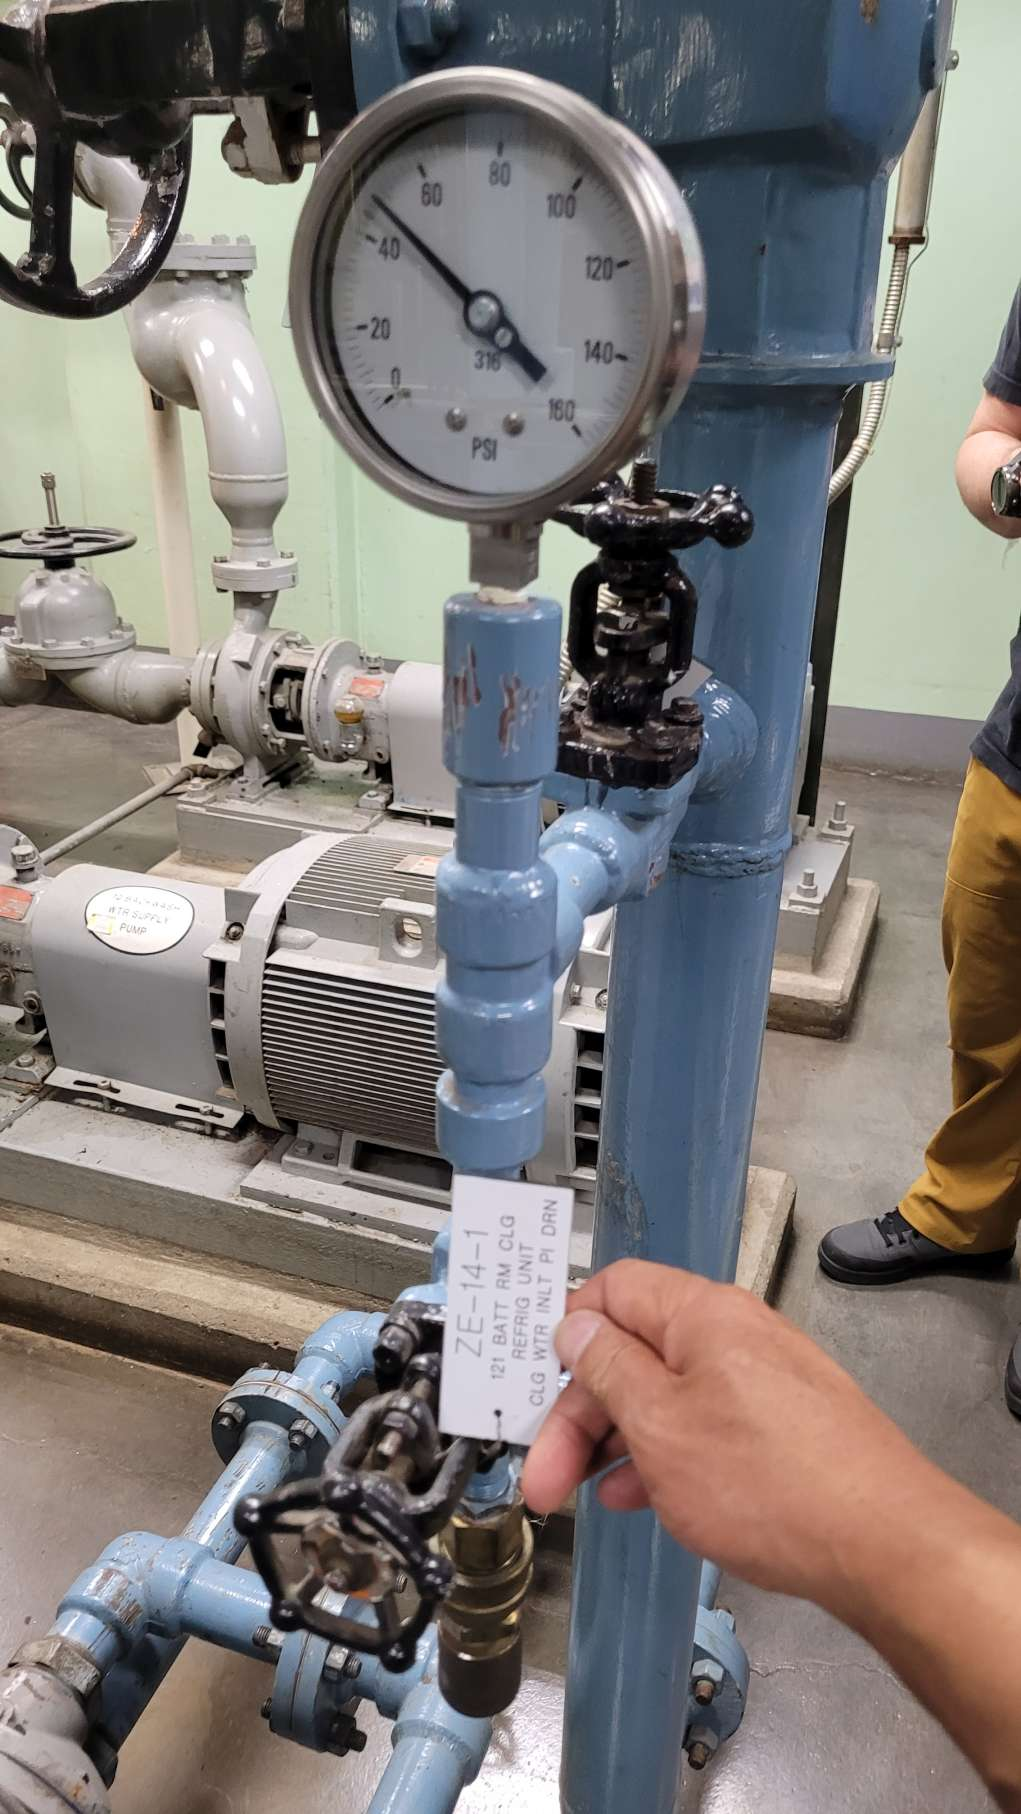 0
20
40
60
80
100
120
140
160
316
PSI
WTR SUPPLY
PUMP
ZE-14-1
121 BATT RM CLG
REFRIG UNIT
CLG WTR INLT PI DRN